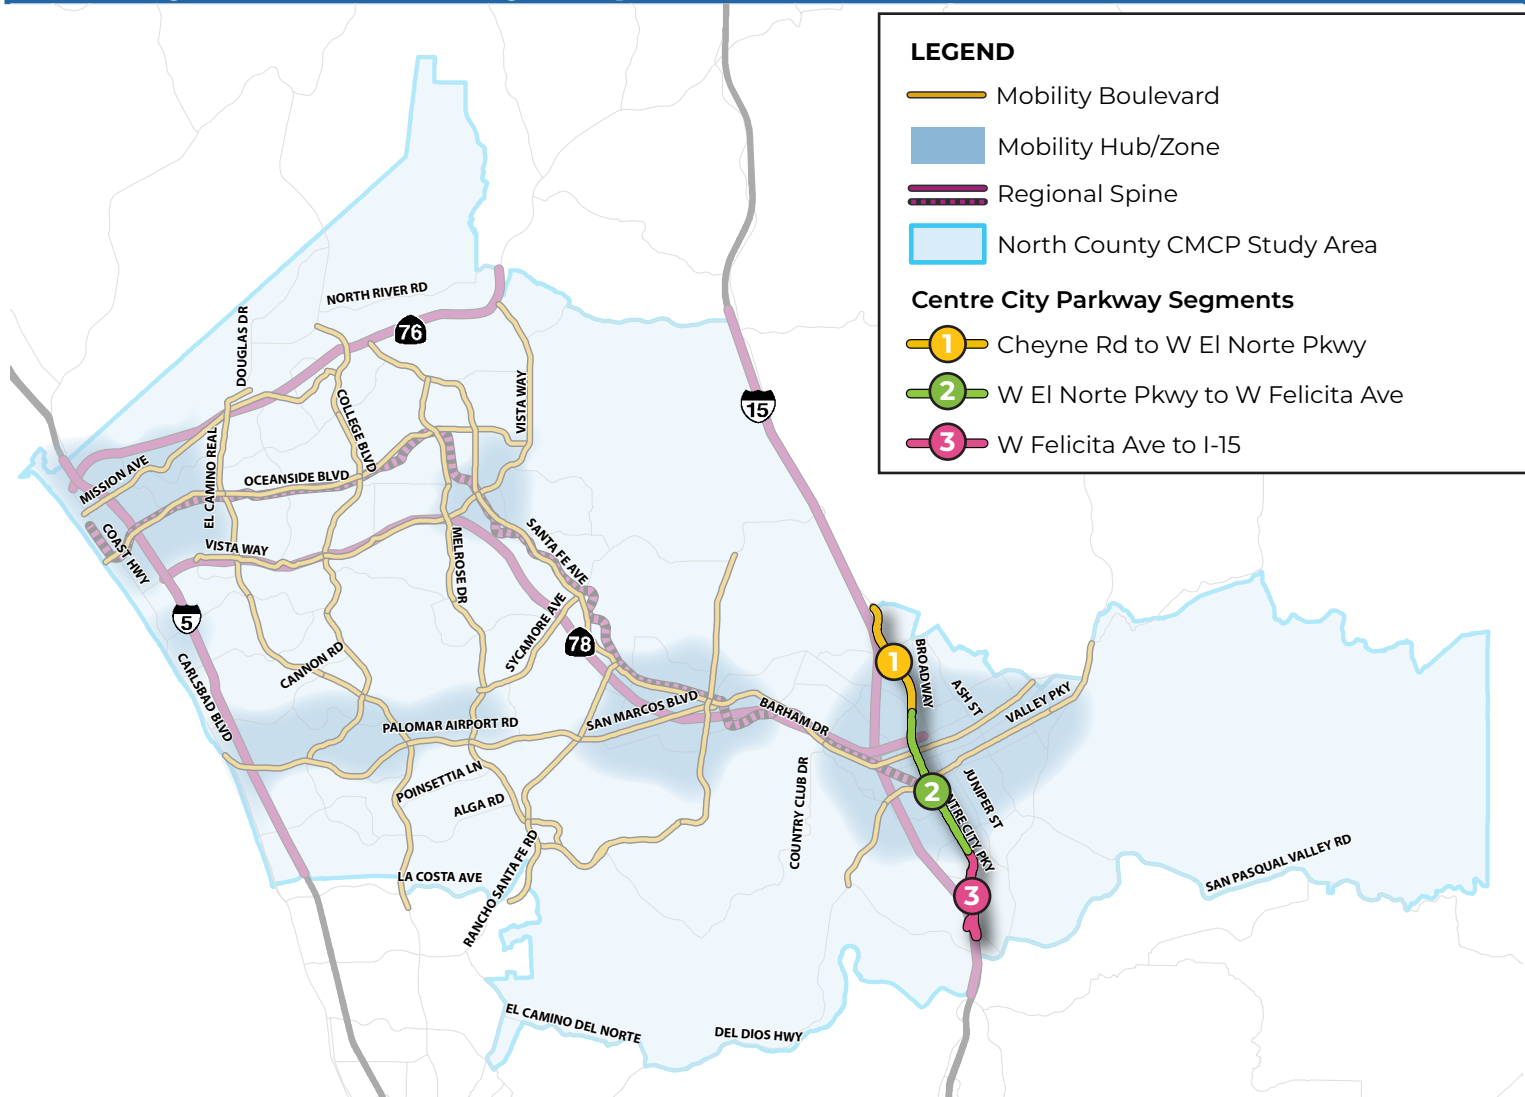 LEGEND
Mobility Boulevard
Mobility Hub/Zone
Regional Spine
North County CMCP Study Area
Centre City Parkway Segments
1 Cheyne Rd to W El Norte Pkwy
2 W El Norte Pkwy to W Felicita Ave
3 W Felicita Ave to I-15
NORTH RIVER RD
76
DOUGLAS DR
VISTA WAY
15
COLLEGE BLVD
EL CAMINO REAL
MISSION AVE
OCEANSIDE BLVD
COAST HWY
VISTA WAY
MELROSE DR
SANTA FE AVE
SYCAMORE AVE
5
78
CARLSBAD BLVD
CANNON RD
PALOMAR AIRPORT RD
SAN MARCOS BLVD
BARHAM DR
1
BROADWAY
ASH ST
VALLEY PKY
POINSETTIA LN
ALGA RD
COUNTRY CLUB DR
2
JUNIPER ST
NTRE CITY PKY
LA COSTA AVE
RANCHO SANTA FE RD
3
SAN PASQUAL VALLEY RD
EL CAMINO DEL NORTE
DEL DIOS HWY